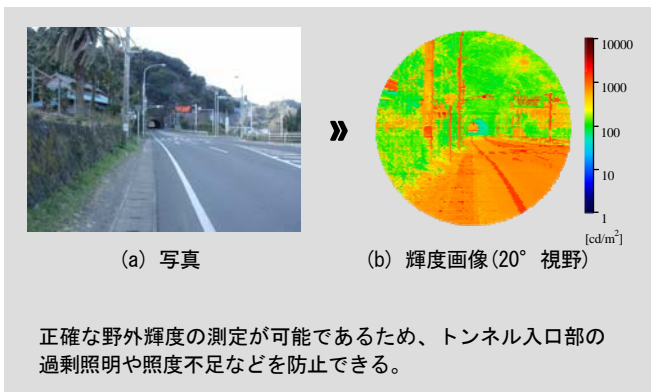 10000
1000
100
10
1
[cd/m²]
(a) 写真
(b) 輝度画像(20° 視野)
正確な野外輝度の測定が可能であるため、トンネル入口部の
過剰照明や照度不足などを防止できる。